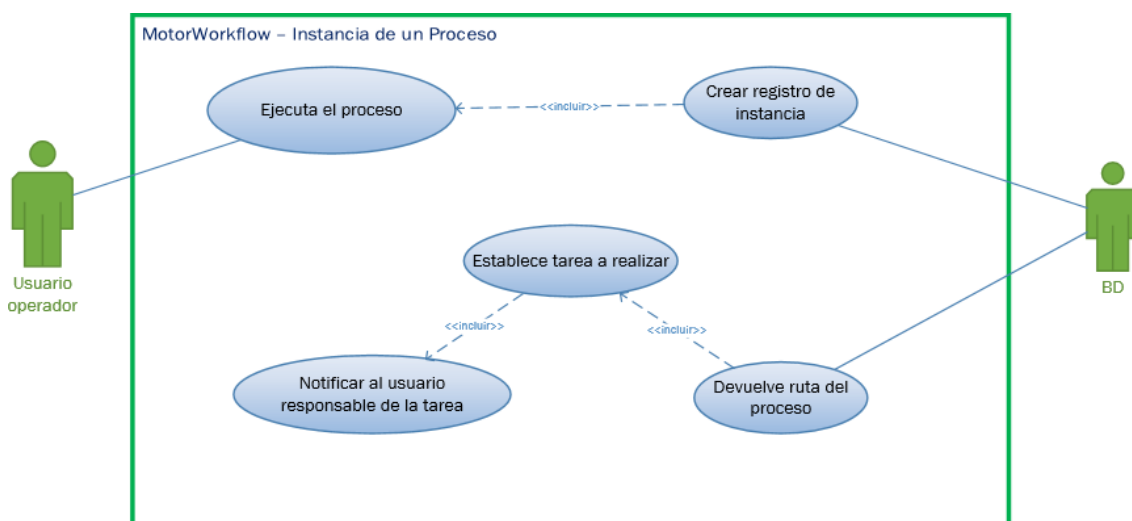 MotorWorkflow – Instancia de un Proceso
Ejecuta el proceso
<<incluir>>
Crear registro de
instancia
Usuario
operador
Establece tarea a realizar
BD
<<incluir>>
<<incluir>>
Notificar al usuario
responsable de la tarea
Devuelve ruta del
proceso